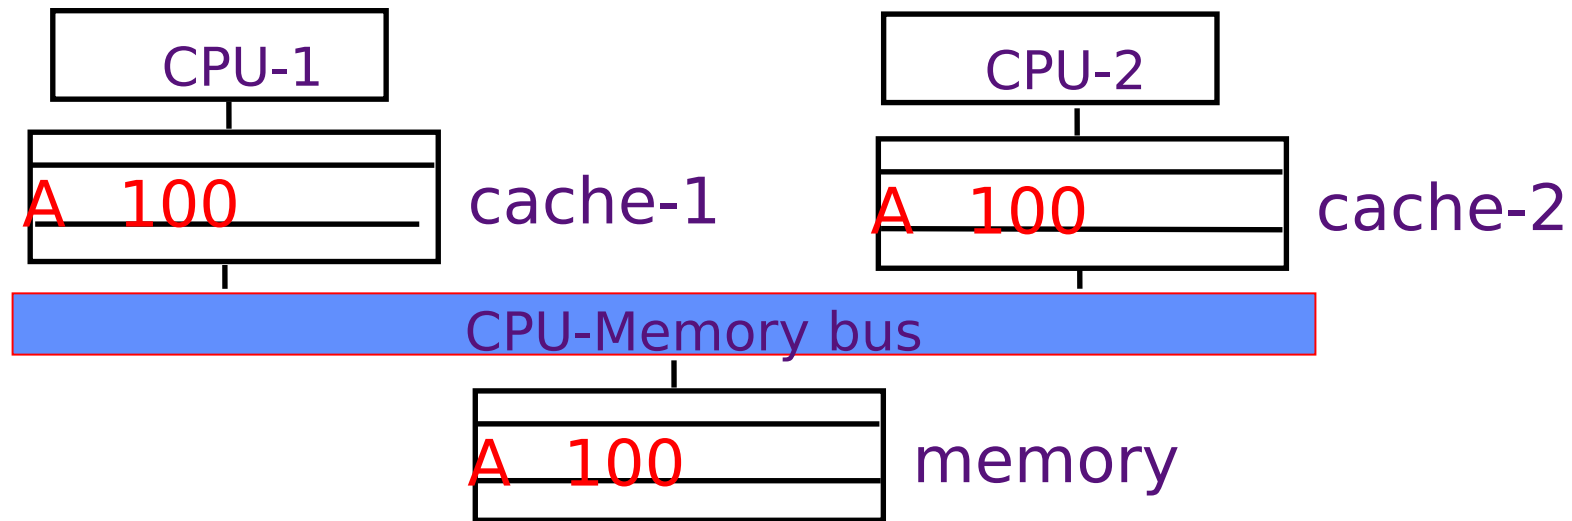 CPU-1
CPU-2
A 100
cache-1
A 100
cache-2
CPU-Memory bus
A 100
memory